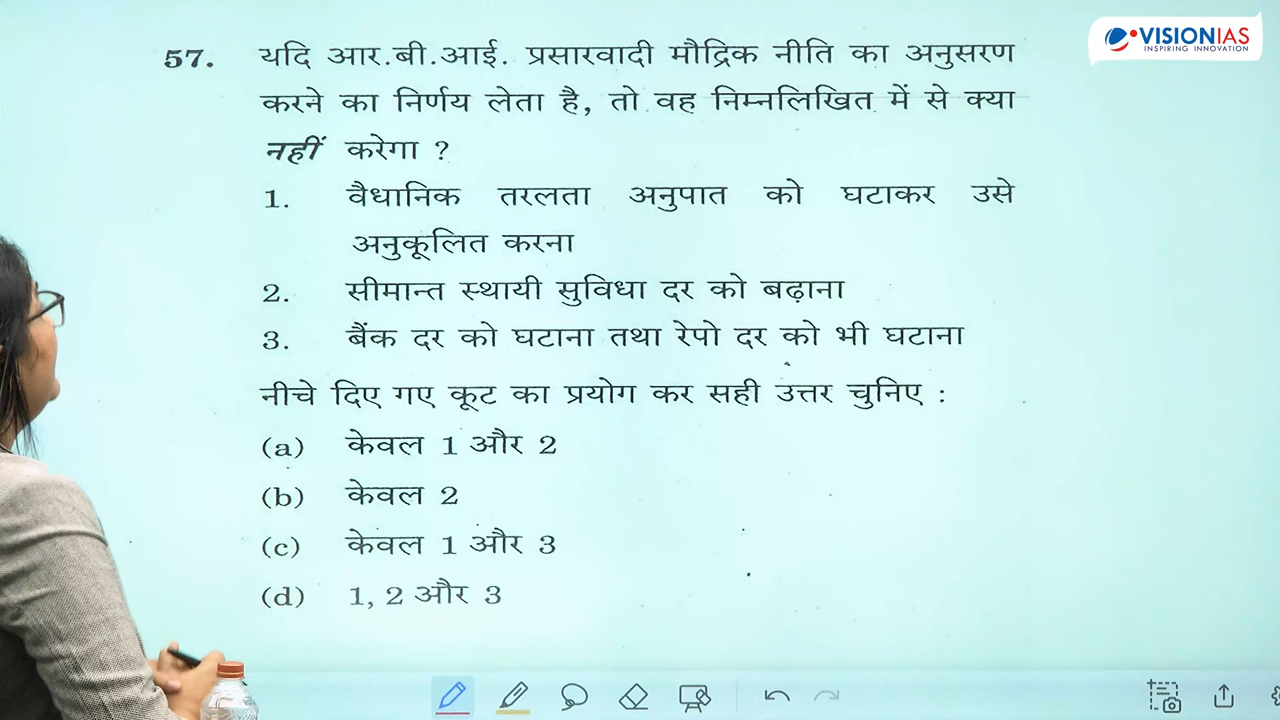 VISIONIAS
INSPIRING INNOVATION
57. यदि आर.बी.आई. प्रसारवादी मौद्रिक नीति का अनुसरण
करने का निर्णय लेता है, तो वह निम्नलिखित में से क्या
नहीं करेगा ?
1. वैधानिक तरलता अनुपात को घटाकर उसे
अनुकूलित करना
2. सीमान्त स्थायी सुविधा दर को बढ़ाना
3. बैंक दर को घटाना तथा रेपो दर को भी घटाना
नीचे दिए गए कूट का प्रयोग कर सही उत्तर चुनिए :
(a) केवल 1 और 2
(b) केवल 2
(c) केवल 1 और 3
(d) 1, 2 और 3